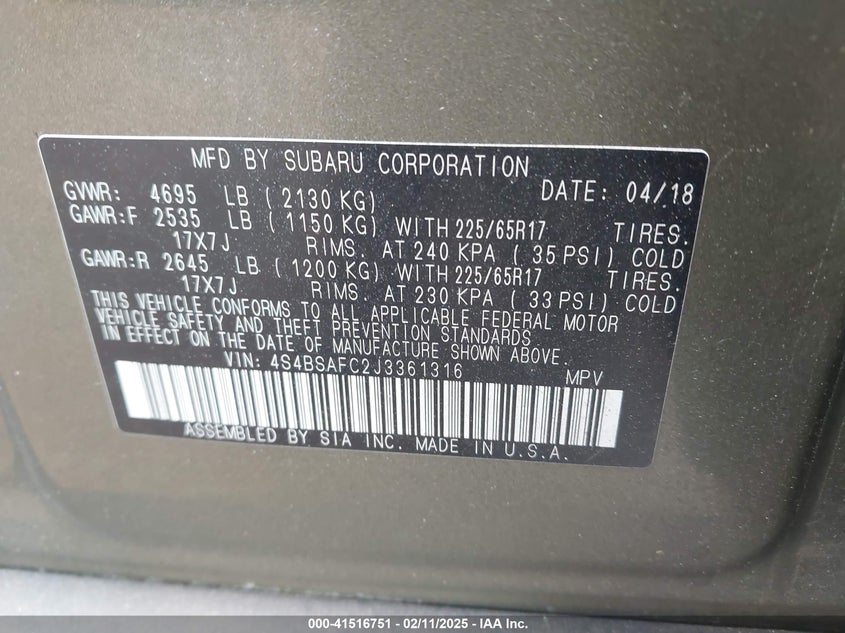 MFD BY SUBARU CORPORATION DATE: 04/18
GVWR: 4695 LB ( 2130 KG)
GAWR:F 2535 LB ( 1150 KG) WITH 225/65R17 TIRES.
17X7J RIMS. AT 240 KPA ( 35 PSI) COLD
GAWR:R 2645 LB ( 1200 KG) WITH 225/65R17 TIRES.
17X7J RIMS. AT 230 KPA ( 33 PSI) COLD
THIS VEHICLE CONFORMS TO ALL APPLICABLE FEDERAL MOTOR
VEHICLE SAFETY AND THEFT PREVENTION STANDARDS
IN EFFECT ON THE DATE OF MANUFACTURE SHOWN ABOVE.
VIN: 4S4BSAFC2J3361316 MPV
ASSEMBLED BY SIA INC. MADE IN U.S.A.
000-41516751 - 02/11/2025 - IAA Inc.